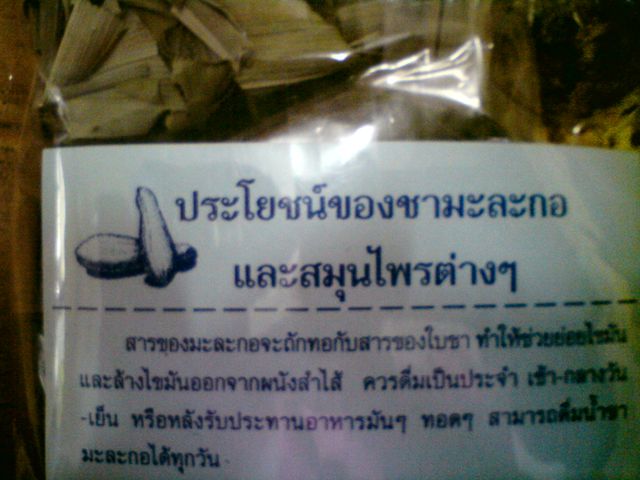 ประโยชน์ของชามะละกอ
และสมุนไพรต่างๆ
สารของมะละกอจะถักทอกับสารของใบชา ทำให้ช่วยย่อยไขมัน
และล้างไขมันออกจากผนังลำไส้ ควรดื่มเป็นประจำ เช้า-กลางวัน
-เย็น หรือหลังรับประทานอาหารมันๆ ทอดๆ สามารถดื่มน้ำชา
มะละกอได้ทุกวัน